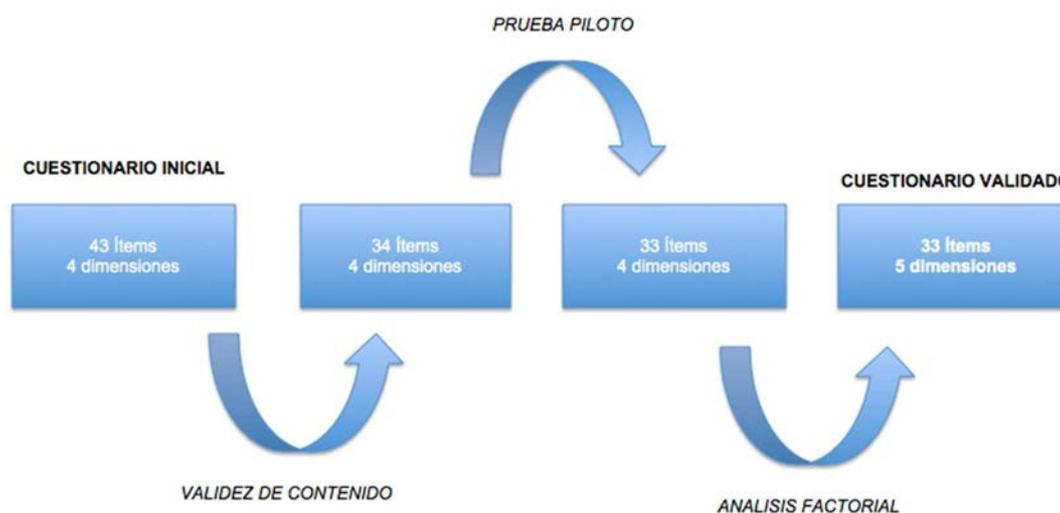 PRUEBA PILOTO
CUESTIONARIO INICIAL
CUESTIONARIO VALIDADO
43 Ítems
4 dimensiones
34 Ítems
4 dimensiones
33 Ítems
4 dimensiones
33 Ítems
5 dimensiones
VALIDEZ DE CONTENIDO
ANALISIS FACTORIAL